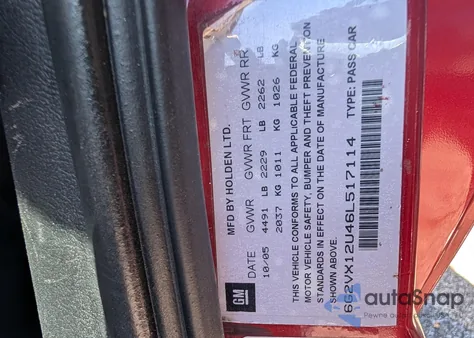 MFD BY HOLDEN LTD.
DATE GVWR GVWR FRT GVWR RR
10/05 4491 LB 2229 LB 2262 LB
2037 KG 1011 KG 1026 KG
THIS VEHICLE CONFORMS TO ALL APPLICABLE FEDERAL
MOTOR VEHICLE SAFETY, BUMPER AND THEFT PREVENTION
STANDARDS IN EFFECT ON THE DATE OF MANUFACTURE
SHOWN ABOVE.
6G2VX12U46L517114 TYPE: PASS CAR
GM
autoSnap